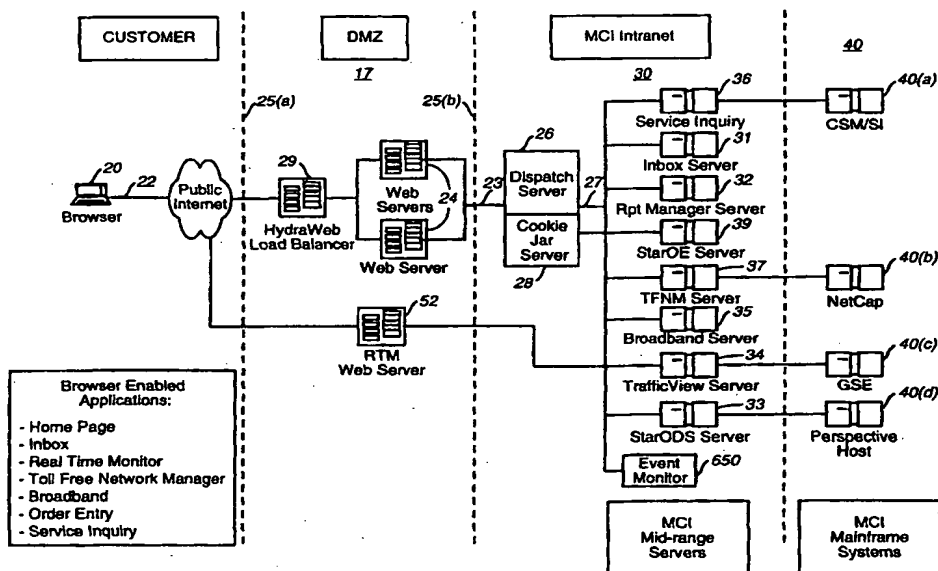 CUSTOMER
DMZ
MCI Intranet
40
17
30
25(a)
25(b)
36
40(a)
Service Inquiry
CSM/SI
26
31
29
Inbox Server
20
22
Public
Internet
Dispatch
Server
27
32
Web
Servers
24
23
Rpt Manager Server
Browser
HydraWeb
Load Balancer
Cookie
Jar
Server
39
StarOE Server
Web Server
28
37
40(b)
TFNM Server
NetCap
52
35
Broadband Server
RTM
Web Server
34
40(c)
TrafficView Server
GSE
33
40(d)
StarODS Server
Perspective
Host
Event
Monitor
650
Browser Enabled
Applications:
- Home Page
- Inbox
- Real Time Monitor
- Toll Free Network Manager
- Broadband
- Order Entry
- Service Inquiry
MCI
Mid-range
Servers
MCI
Mainframe
Systems